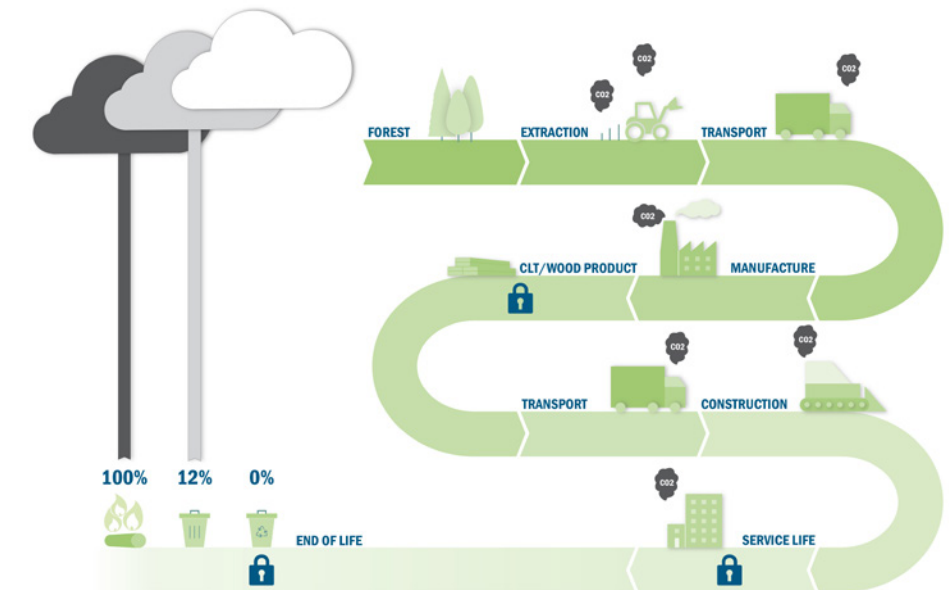 FOREST
EXTRACTION
CO2
CO2
TRANSPORT
CO2
CO2
CLT/WOOD PRODUCT
MANUFACTURE
TRANSPORT
CO2
CONSTRUCTION
CO2
100%
12%
0%
CO2
END OF LIFE
SERVICE LIFE